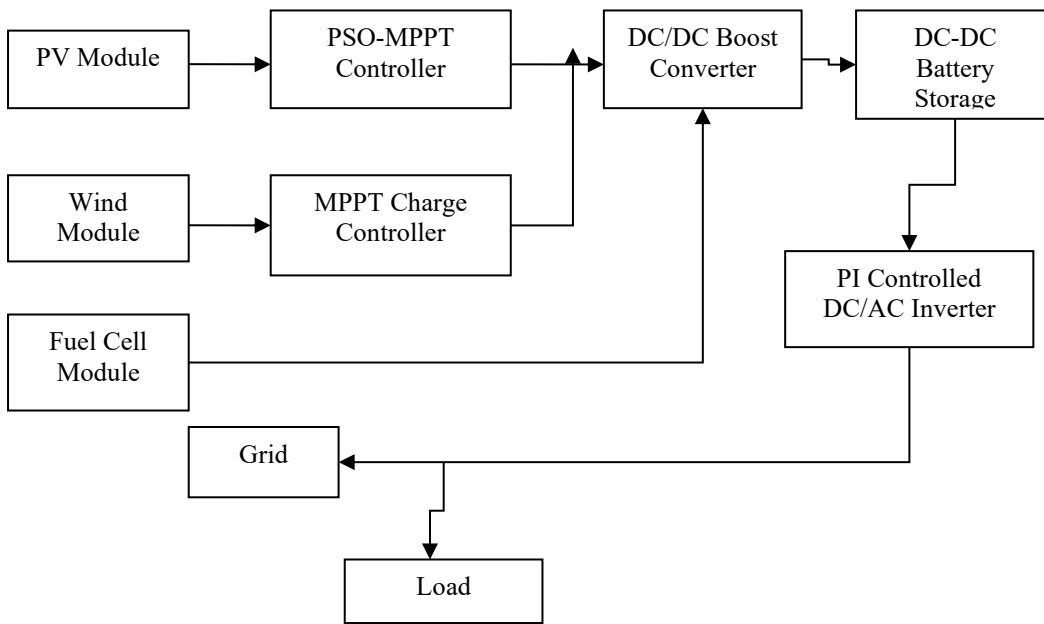 PV Module
PSO-MPPT
Controller
DC/DC Boost
Converter
DC-DC
Battery
Storage
Wind
Module
MPPT Charge
Controller
PI Controlled
DC/AC Inverter
Fuel Cell
Module
Grid
Load